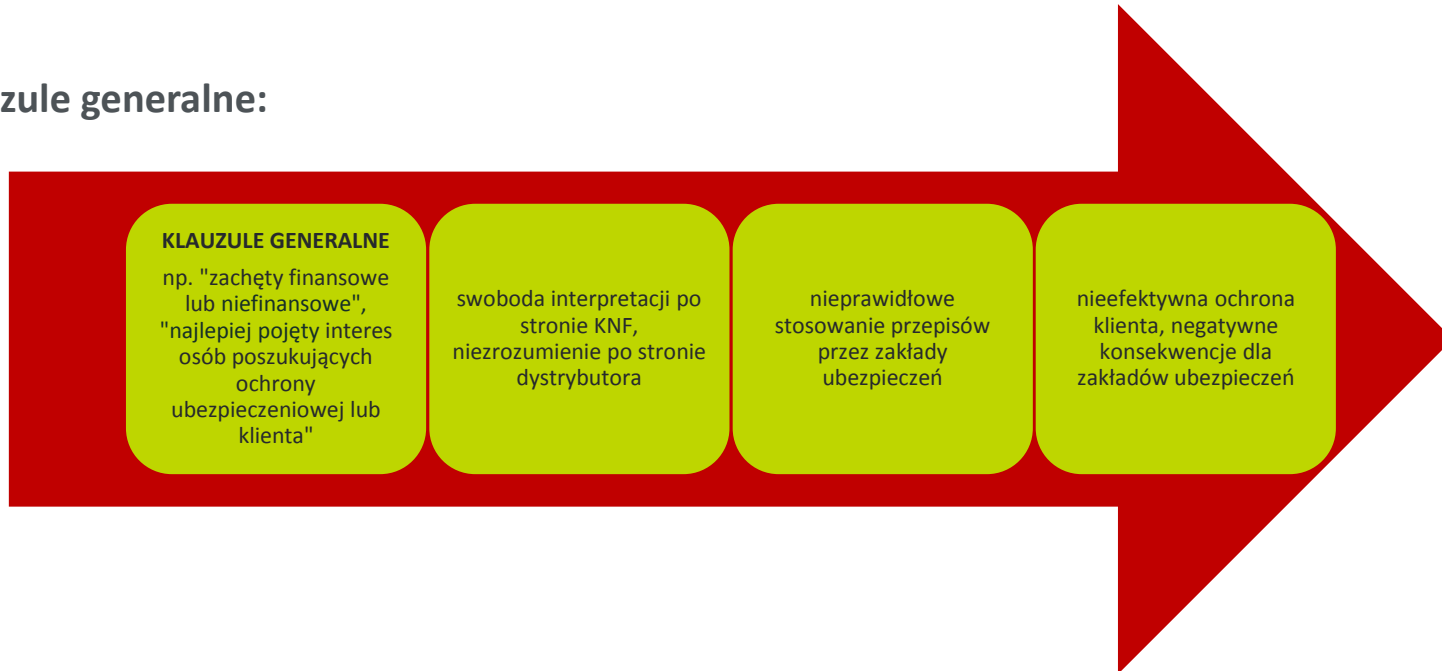 zule generalne:
KLAUZULE GENERALNE
np. "zachęty finansowe
lub niefinansowe",
"najlepiej pojęty interes
osób poszukujących
ochrony
ubezpieczeniowej lub
klienta"
swoboda interpretacji po
stronie KNF,
niezrozumienie po stronie
dystrybutora
nieprawidłowe
stosowanie przepisów
przez zakłady
ubezpieczeń
nieefektywna ochrona
klienta, negatywne
konsekwencje dla
zakładów ubezpieczeń